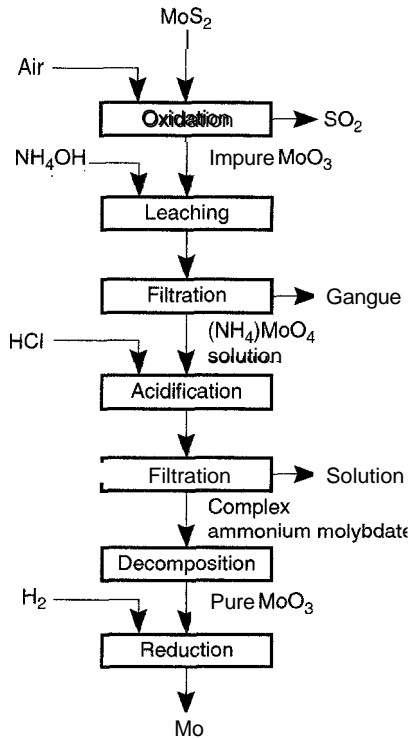 MoS₂
Air
Oxidation
SO₂
NH₄OH
Impure MoO₃
Leaching
Filtration
Gangue
(NH₄)MoO₄
solution
HCl
Acidification
Filtration
Solution
Complex
ammonium molybdate
Decomposition
H₂
Pure MoO₃
Reduction
Mo